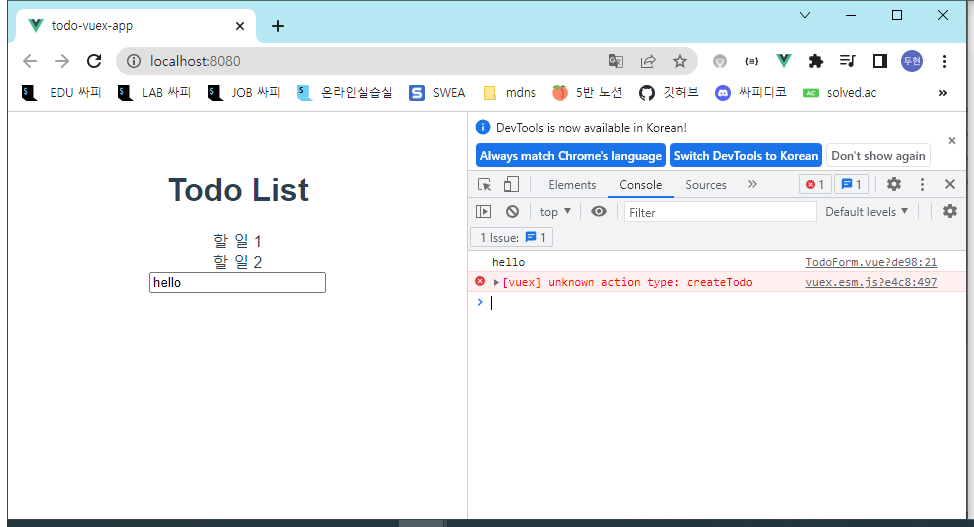 todo-vuex-app
localhost:8080
두현
EDU 싸피 LAB 싸피 JOB 싸피 온라인실습실 SWEA mdns 5반 노션 깃허브 싸피디코 AC solved.ac »
DevTools is now available in Korean!
Always match Chrome's language Switch DevTools to Korean Don't show again
Elements Console Sources » 1 1
top Filter Default levels
1 Issue: 1
Todo List
할 일 1
할 일 2
hello
hello TodoForm.vue?de98:21
[vuex] unknown action type: createTodo vuex.esm.js?e4c8:497